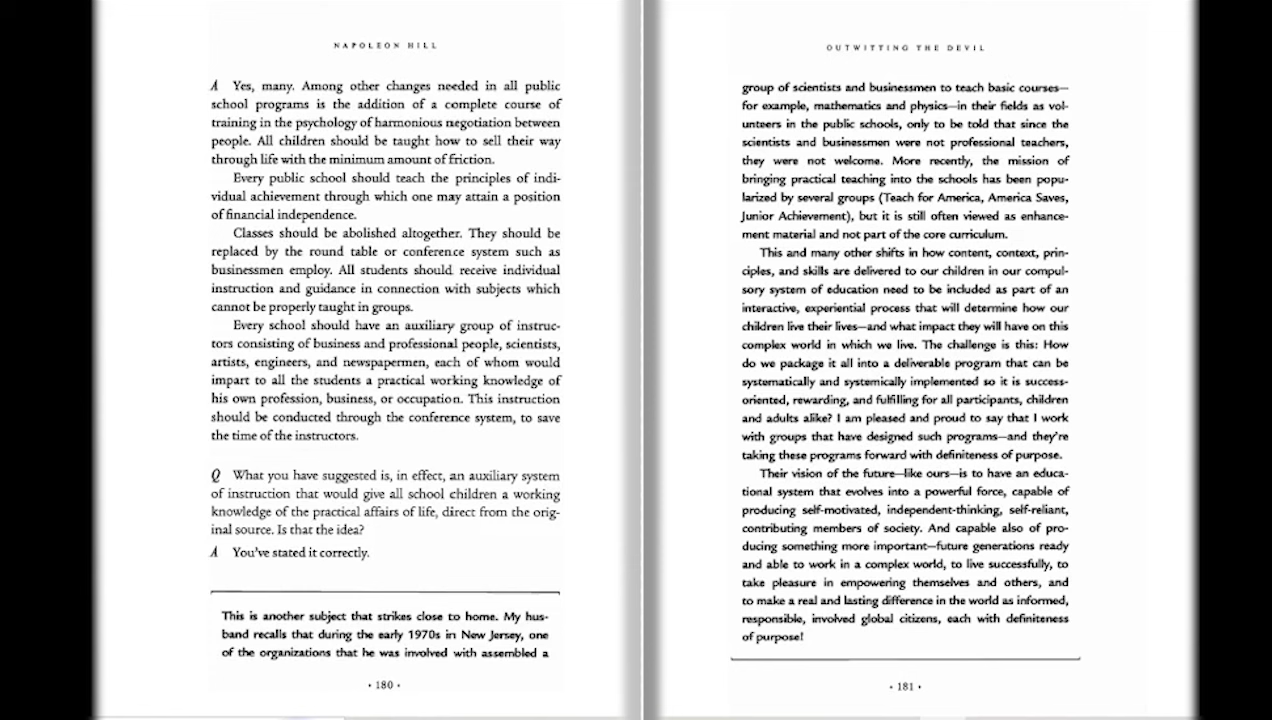 NAPOLEON HILL
A Yes, many. Among other changes needed in all public
school programs is the addition of a complete course of
training in the psychology of harmonious negotiation between
people. All children should be taught how to sell their way
through life with the minimum amount of friction.
Every public school should teach the principles of indi-
vidual achievement through which one may attain a position
of financial independence.
Classes should be abolished altogether. They should be
replaced by the round table or conference system such as
businessmen employ. All students should receive individual
instruction and guidance in connection with subjects which
cannot be properly taught in groups.
Every school should have an auxiliary group of instruc-
tors consisting of business and professional people, scientists,
artists, engineers, and newspapermen, each of whom would
impart to all the students a practical working knowledge of
his own profession, business, or occupation. This instruction
should be conducted through the conference system, to save
the time of the instructors.
Q What you have suggested is, in effect, an auxiliary system
of instruction that would give all school children a working
knowledge of the practical affairs of life, direct from the orig-
inal source. Is that the idea?
A You've stated it correctly.
This is another subject that strikes close to home. My hus-
band recalls that during the early 1970s in New Jersey, one
of the organizations that he was involved with assembled a
• 180 •
OUTWITTING THE DEVIL
group of scientists and businessmen to teach basic courses—
for example, mathematics and physics—in their fields as vol-
unteers in the public schools, only to be told that since the
scientists and businessmen were not professional teachers,
they were not welcome. More recently, the mission of
bringing practical teaching into the schools has been popu-
larized by several groups (Teach for America, America Saves,
Junior Achievement), but it is still often viewed as enhance-
ment material and not part of the core curriculum.
This and many other shifts in how content, context, prin-
ciples, and skills are delivered to our children in our compul-
sory system of education need to be included as part of an
interactive, experiential process that will determine how our
children live their lives—and what impact they will have on this
complex world in which we live. The challenge is this: How
do we package it all into a deliverable program that can be
systematically and systemically implemented so it is success-
oriented, rewarding, and fulfilling for all participants, children
and adults alike? I am pleased and proud to say that I work
with groups that have designed such programs—and they're
taking these programs forward with definiteness of purpose.
Their vision of the future—like ours—is to have an educa-
tional system that evolves into a powerful force, capable of
producing self-motivated, independent-thinking, self-reliant,
contributing members of society. And capable also of pro-
ducing something more important—future generations ready
and able to work in a complex world, to live successfully, to
take pleasure in empowering themselves and others, and
to make a real and lasting difference in the world as informed,
responsible, involved global citizens, each with definiteness
of purpose!
• 181 •